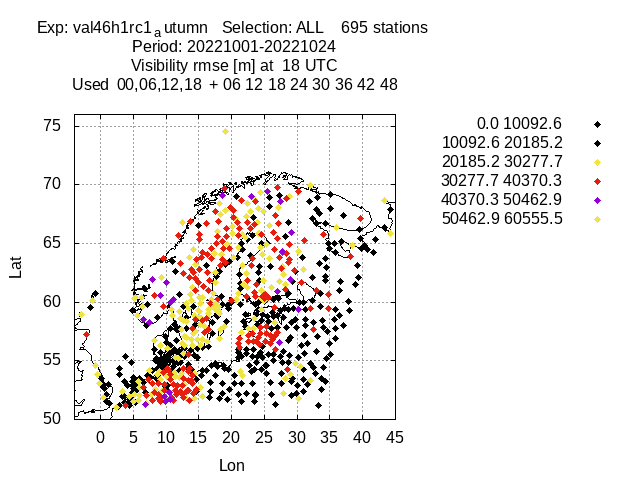 Exp: val46h1rc1autumn Selection: ALL 695 stations
Period: 20221001-20221024
Visibility rmse [m] at 18 UTC
Used 00,06,12,18 + 06 12 18 24 30 36 42 48
0.0 10092.6
10092.6 20185.2
20185.2 30277.7
30277.7 40370.3
40370.3 50462.9
50462.9 60555.5
75
70
65
60
55
50
Lat
0 5 10 15 20 25 30 35 40 45
Lon